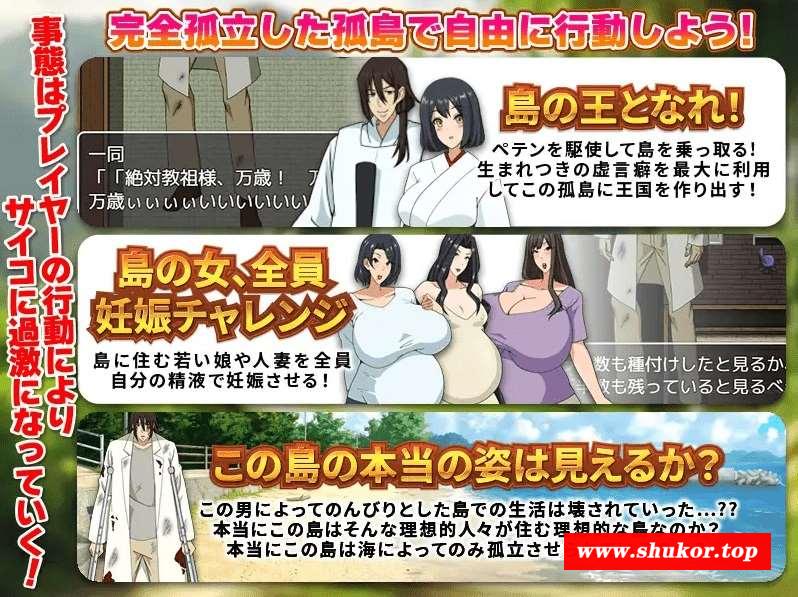 完全孤立した孤島で自由に行動しよう!
事態はプレイヤーの行動により
サイコに過激になっていく!
島の王となれ!
ペテンを駆使して島を乗っ取る!
生まれつきの虚言癖を最大に利用
してこの孤島に王国を作り出す!
一同
「「絶対教祖様、万歳!
万歳ぃぃぃぃいいいいいい
島の女、全員
妊娠チャレンジ
島に住む若い娘や人妻を全員
自分の精液で妊娠させる!
数も種付けしたと見るか
数も残っていると見るべ
この島の本当の姿は見えるか?
この男によってのんびりとした島での生活は壊されていった...??
本当にこの島はそんな理想的人々が住む理想的な島なのか?
本当にこの島は海によってのみ孤立させ
www.shukor.top